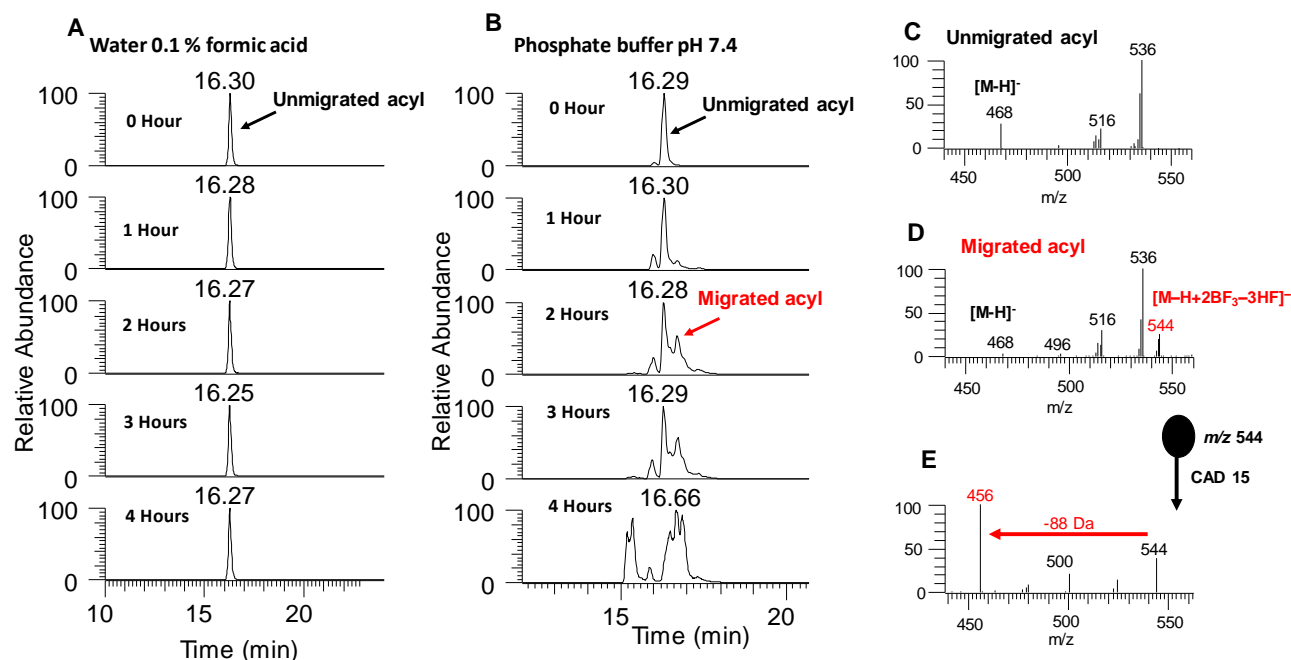 A
Water 0.1 % formic acid
16.30
100
0
0 Hour
Unmigrated acyl
16.28
100
0
1 Hour
16.27
100
0
2 Hours
16.25
100
0
3 Hours
16.27
100
0
4 Hours
10 15 20
Time (min)
Relative Abundance
B
Phosphate buffer pH 7.4
16.29
100
0
0 Hour
Unmigrated acyl
16.30
100
0
1 Hour
16.28
100
0
2 Hours
Migrated acyl
16.29
100
0
3 Hours
16.66
100
0
4 Hours
15 20
Time (min)
Relative Abundance
C
Unmigrated acyl
536
100
50
0
[M-H]-
468
516
450 500 550
m/z
D
Migrated acyl
536
100
50
0
[M-H]-
468
496
516
[M–H+2BF3–3HF]–
544
450 500 550
m/z
m/z 544
CAD 15
E
456
100
50
0
-88 Da
500
544
450 500 550
m/z